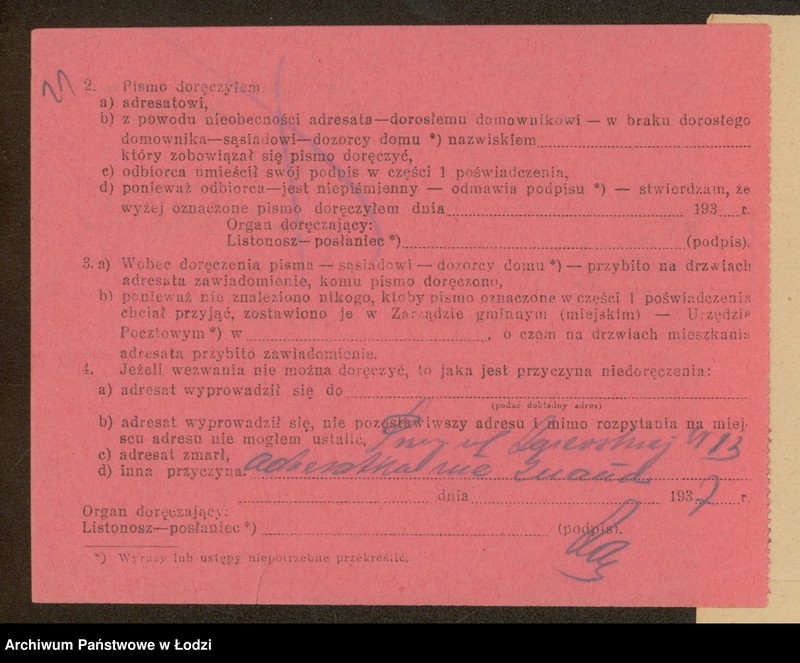 2. Pismo doręczyłem.
a) adresatowi,
b) z powodu nieobecności adresata—dorosłemu domownikowi — w braku dorosłego
domownika—sąsiadowi—dozorcy domu *) nazwiskiem
który zobowiązał się pismo doręczyć,
c) odbiorca umieścił swój podpis w części 1 poświadczenia,
d) ponieważ odbiorca—jest niepiśmienny — odmawia podpisu *) — stwierdzam, że
wyżej oznaczone pismo doręczyłem dnia 193 r.
Organ doręczający:
Listonosz—posłaniec *) (podpis).
3. a) Wobec doręczenia pisma — sąsiadowi — dozorcy domu *) — przybito na drzwiach
adresata zawiadomienie, komu pismo doręczono,
b) ponieważ nie znaleziono nikogo, ktoby pismo oznaczone w części 1 poświadczenia
chciał przyjąć, zostawiono je w Zarządzie gminnym (miejskim) — Urzędzie
Pocztowym *) w , o czem na drzwiach mieszkania
adresata przybito zawiadomienie.
4. Jeżeli wezwania nie można doręczyć, to jaka jest przyczyna niedoręczenia:
a) adresat wyprowadził się do
(podać dokładny adres)
b) adresat wyprowadził się, nie pozostawiwszy adresu i mimo rozpytania na miej-
scu adresu nie mogłem ustalić,
Przy ul Zgierskiej 13
c) adresat zmarł,
d) inna przyczyna: adresatka nie
dnia 1937 r.
Organ doręczający:
Listonosz—posłaniec *) (podpis).
*) Wyrazy lub ustępy niepotrzebne przekreślić.
Archiwum Państwowe w Łodzi